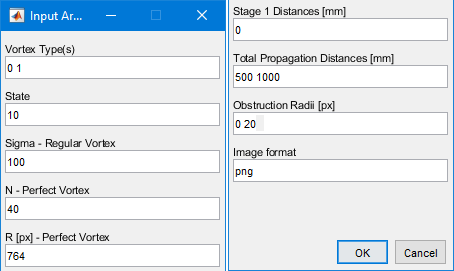 Input Ar...
Vortex Type(s)
0 1
State
10
Sigma - Regular Vortex
100
N - Perfect Vortex
40
R [px] - Perfect Vortex
764
Stage 1 Distances [mm]
0
Total Propagation Distances [mm]
500 1000
Obstruction Radii [px]
0 20
Image format
png
OK
Cancel